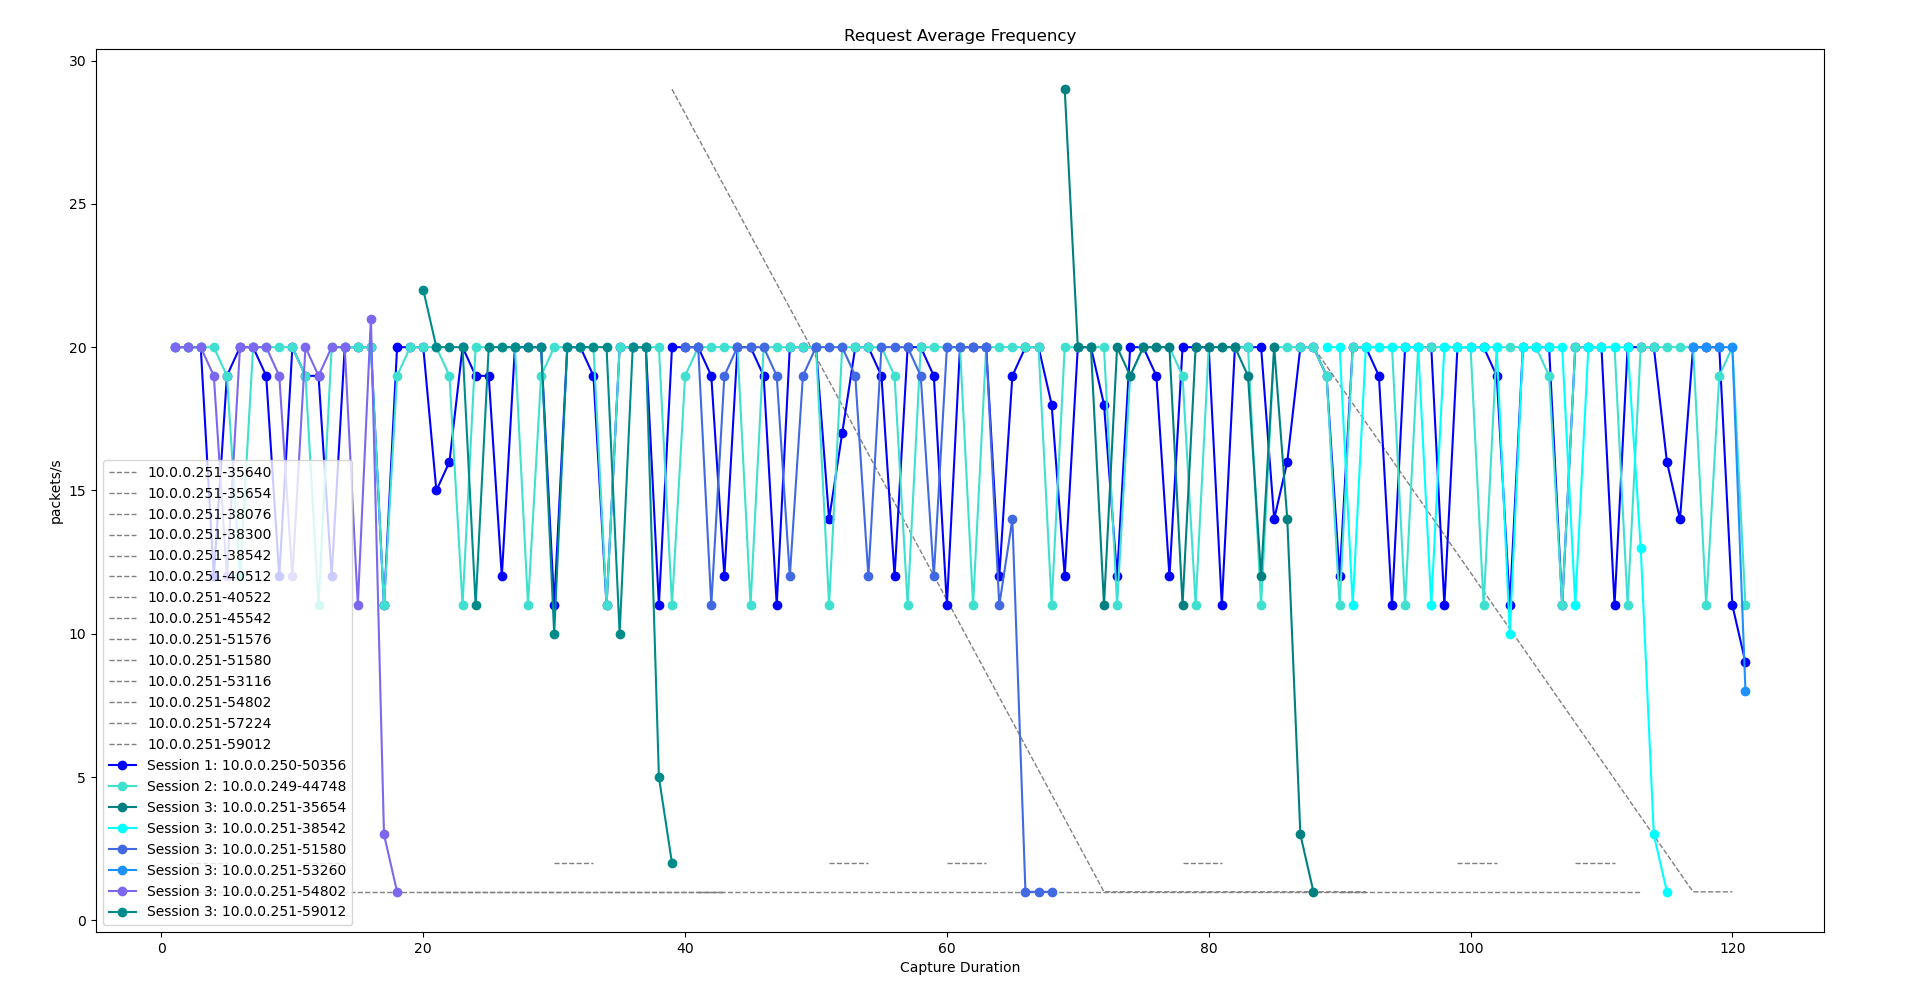 Request Average Frequency
30
25
20
15
10
5
0
packets/s
10.0.0.251-35640
10.0.0.251-35654
10.0.0.251-38076
10.0.0.251-38300
10.0.0.251-38542
10.0.0.251-40512
10.0.0.251-40522
10.0.0.251-45542
10.0.0.251-51576
10.0.0.251-51580
10.0.0.251-53116
10.0.0.251-54802
10.0.0.251-57224
10.0.0.251-59012
Session 1: 10.0.0.250-50356
Session 2: 10.0.0.249-44748
Session 3: 10.0.0.251-35654
Session 3: 10.0.0.251-38542
Session 3: 10.0.0.251-51580
Session 3: 10.0.0.251-53260
Session 3: 10.0.0.251-54802
Session 3: 10.0.0.251-59012
0 20 40 60 80 100 120
Capture Duration